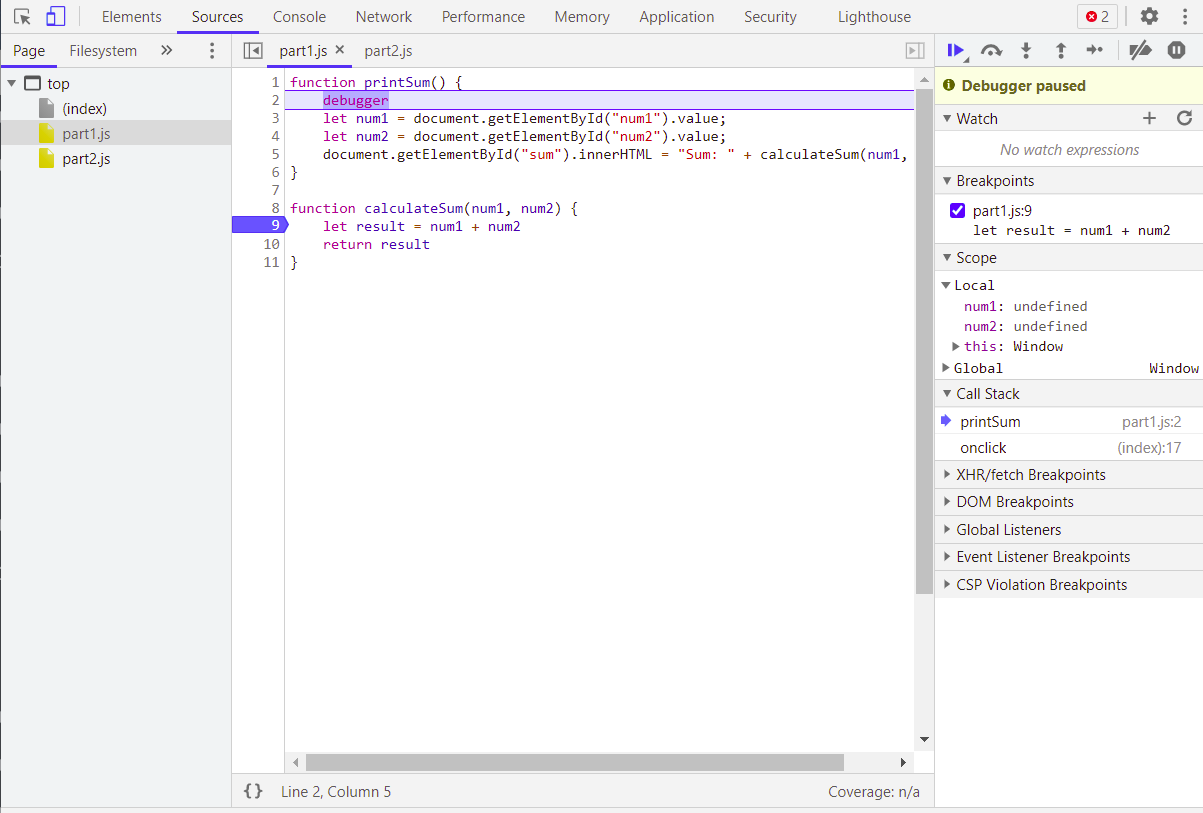 Elements Sources Console Network Performance Memory Application Security Lighthouse 2
Page Filesystem
part1.js × part2.js
top
(index)
part1.js
part2.js
1 function printSum() {
2 debugger
3 let num1 = document.getElementById("num1").value;
4 let num2 = document.getElementById("num2").value;
5 document.getElementById("sum").innerHTML = "Sum: " + calculateSum(num1,
6 }
7
8 function calculateSum(num1, num2) {
9 let result = num1 + num2
10 return result
11 }
{} Line 2, Column 5 Coverage: n/a
Debugger paused
Watch
No watch expressions
Breakpoints
part1.js:9
let result = num1 + num2
Scope
Local
num1: undefined
num2: undefined
this: Window
Global Window
Call Stack
printSum part1.js:2
onclick (index):17
XHR/fetch Breakpoints
DOM Breakpoints
Global Listeners
Event Listener Breakpoints
CSP Violation Breakpoints